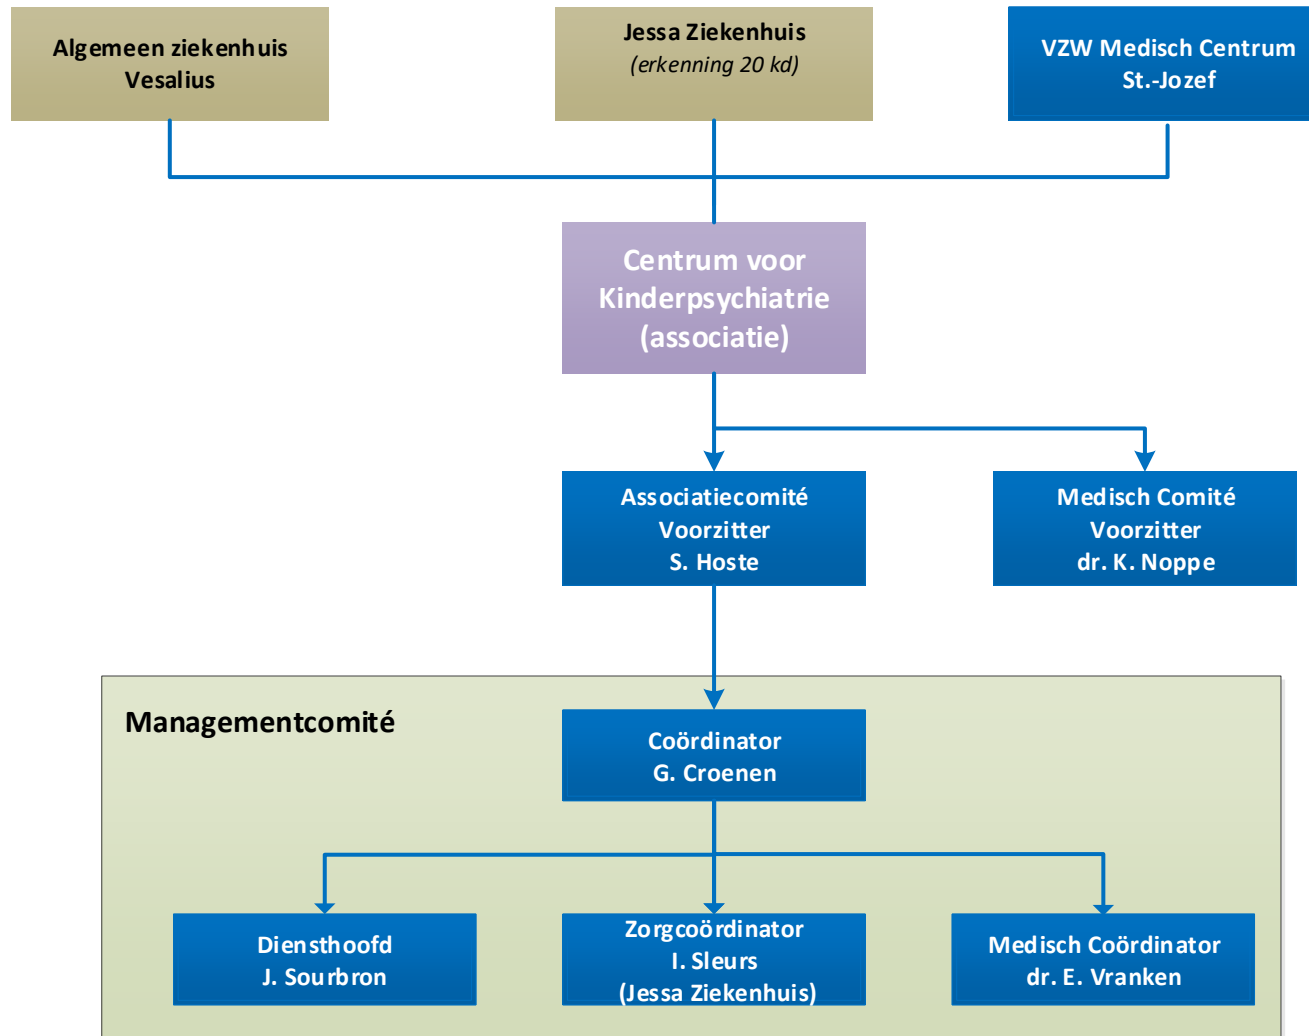 Algemeen ziekenhuis
Vesalius
Jessa Ziekenhuis
(erkenning 20 kd)
VZW Medisch Centrum
St.-Jozef
Centrum voor
Kinderpsychiatrie
(associatie)
Associatiecomité
Voorzitter
S. Hoste
Medisch Comité
Voorzitter
dr. K. Noppe
Managementcomité
Coördinator
G. Croenen
Diensthoofd
J. Sourbron
Zorgcoördinator
I. Sleurs
(Jessa Ziekenhuis)
Medisch Coördinator
dr. E. Vranken